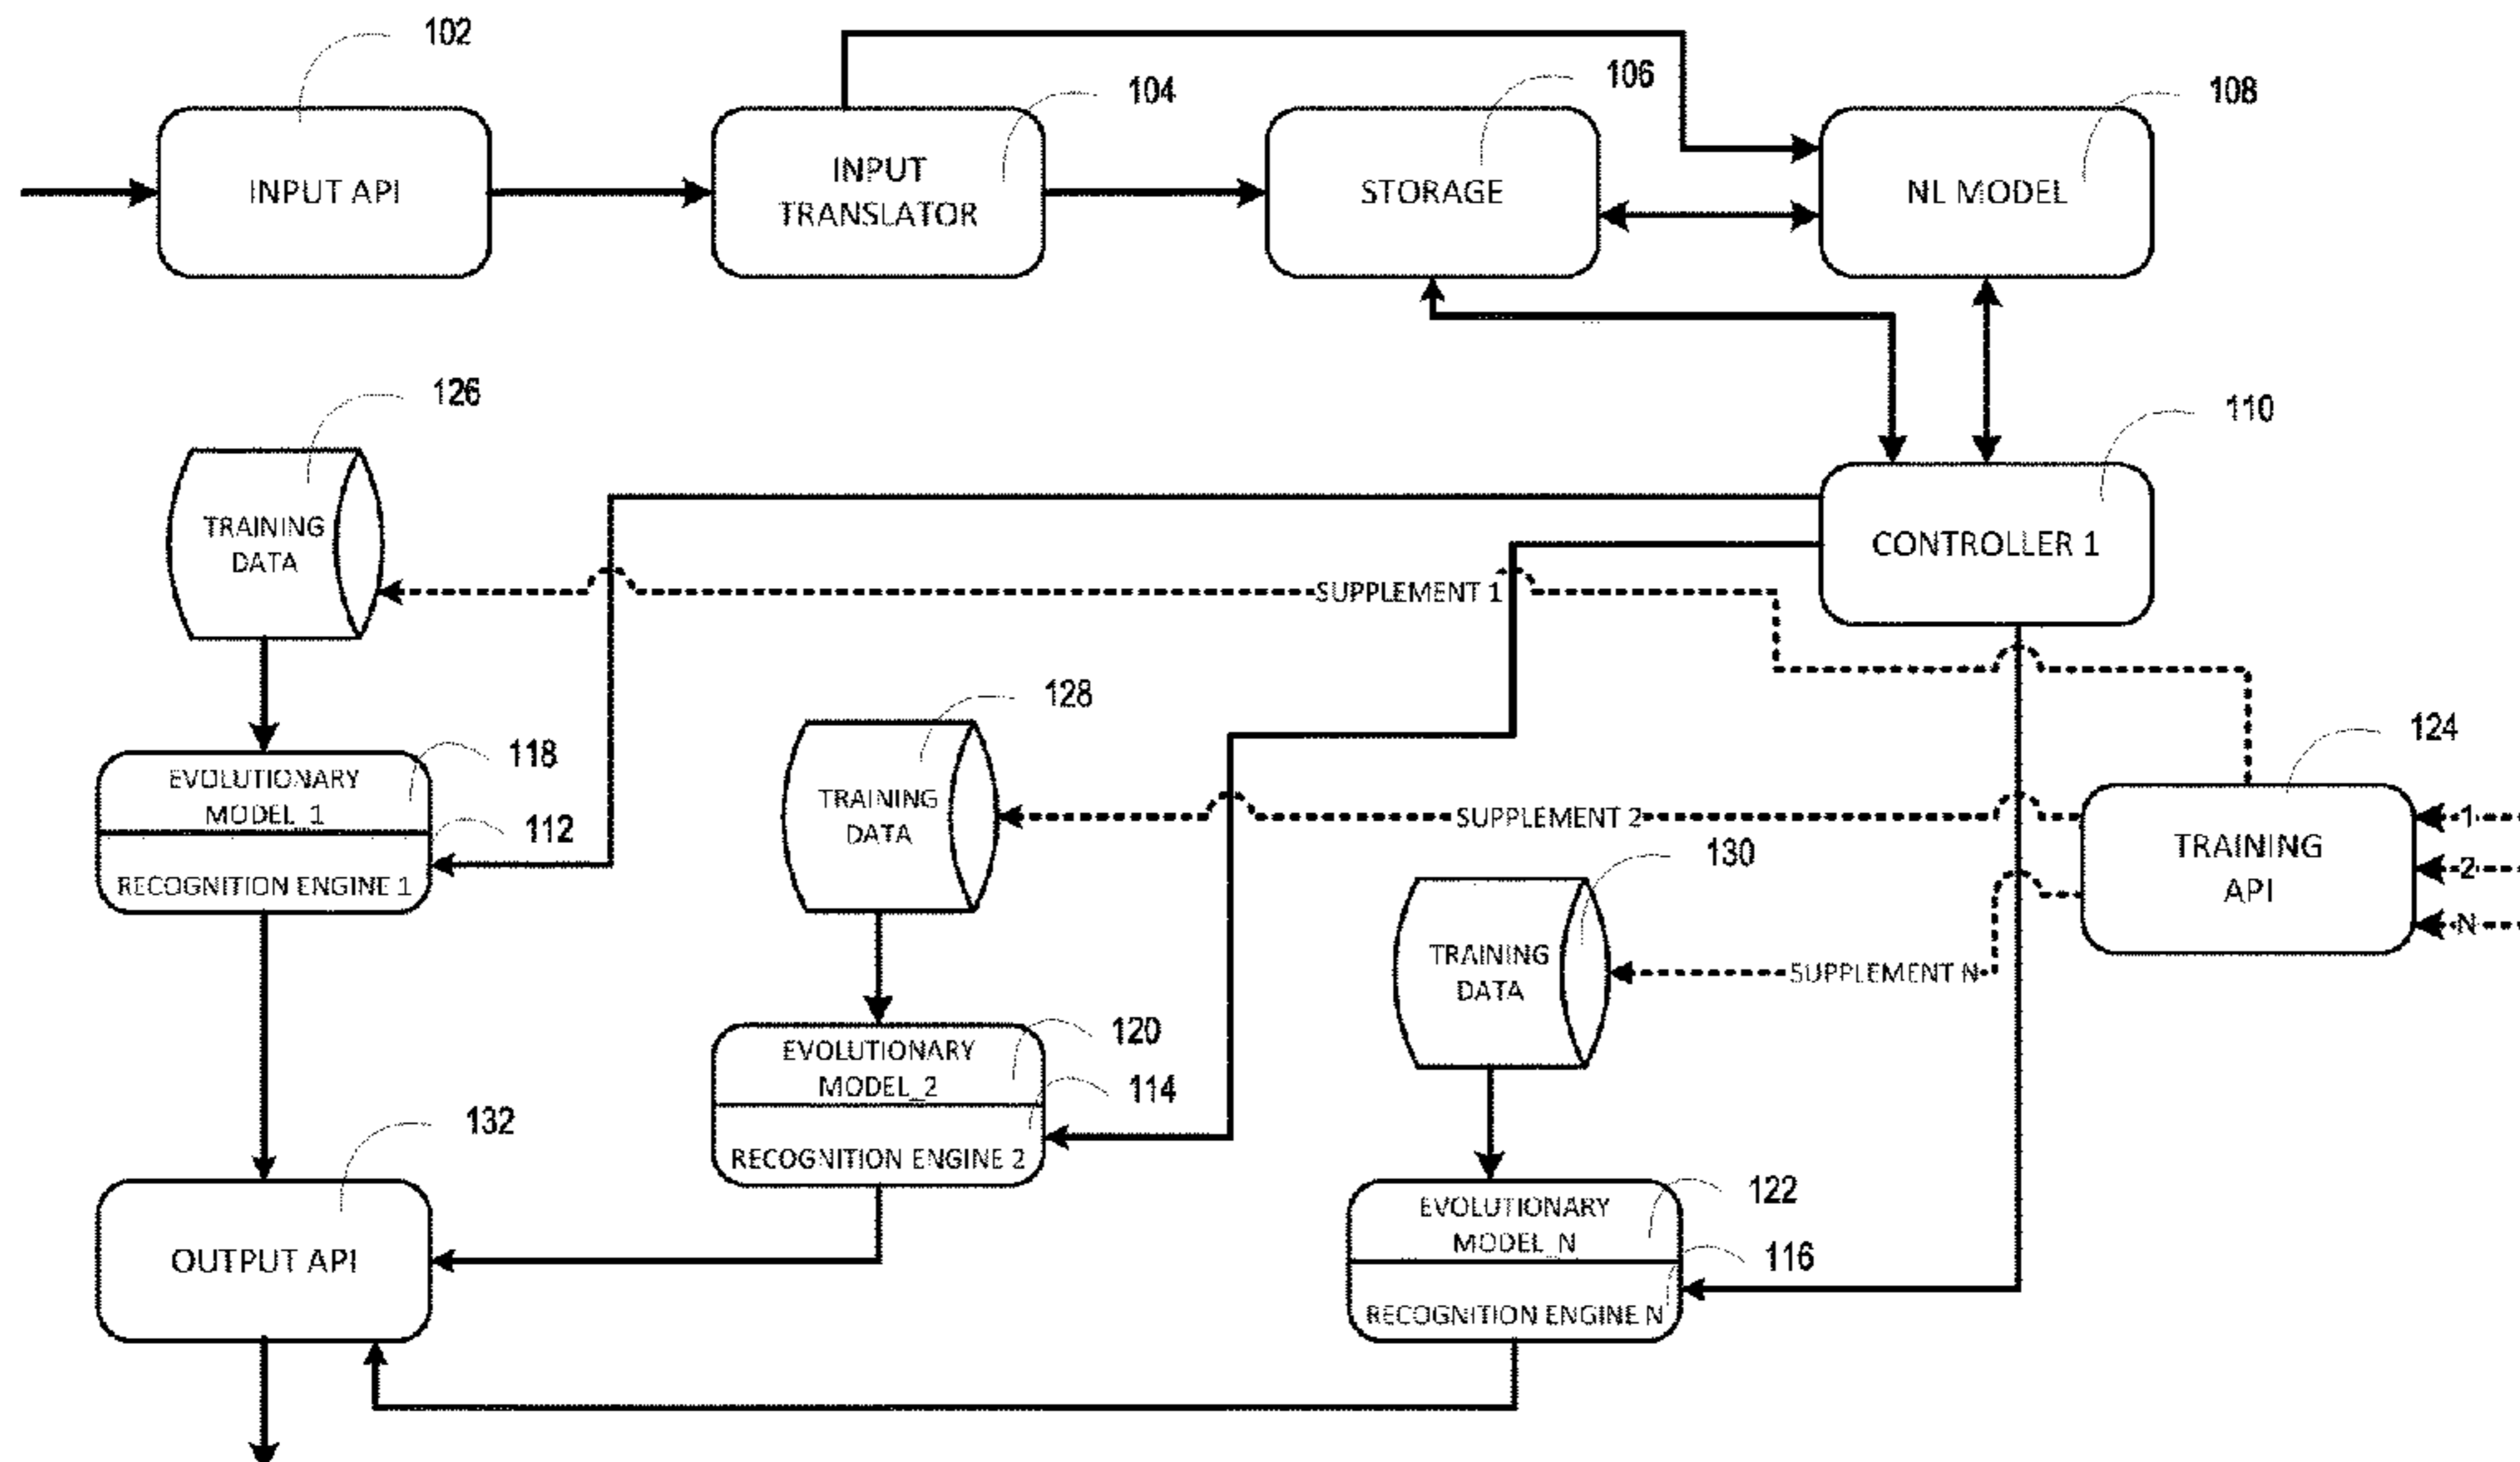 102
104
106
108
INPUT API
INPUT
TRANSLATOR
STORAGE
NL MODEL
126
110
TRAINING
DATA
CONTROLLER 1
SUPPLEMENT 1
128
124
118
EVOLUTIONARY
MODEL_1
112
RECOGNITION ENGINE 1
TRAINING
DATA
SUPPLEMENT 2
130
TRAINING
API
1
2
N
TRAINING
DATA
SUPPLEMENT N
120
EVOLUTIONARY
MODEL_2
114
RECOGNITION ENGINE 2
132
OUTPUT API
122
EVOLUTIONARY
MODEL_N
116
RECOGNITION ENGINE N